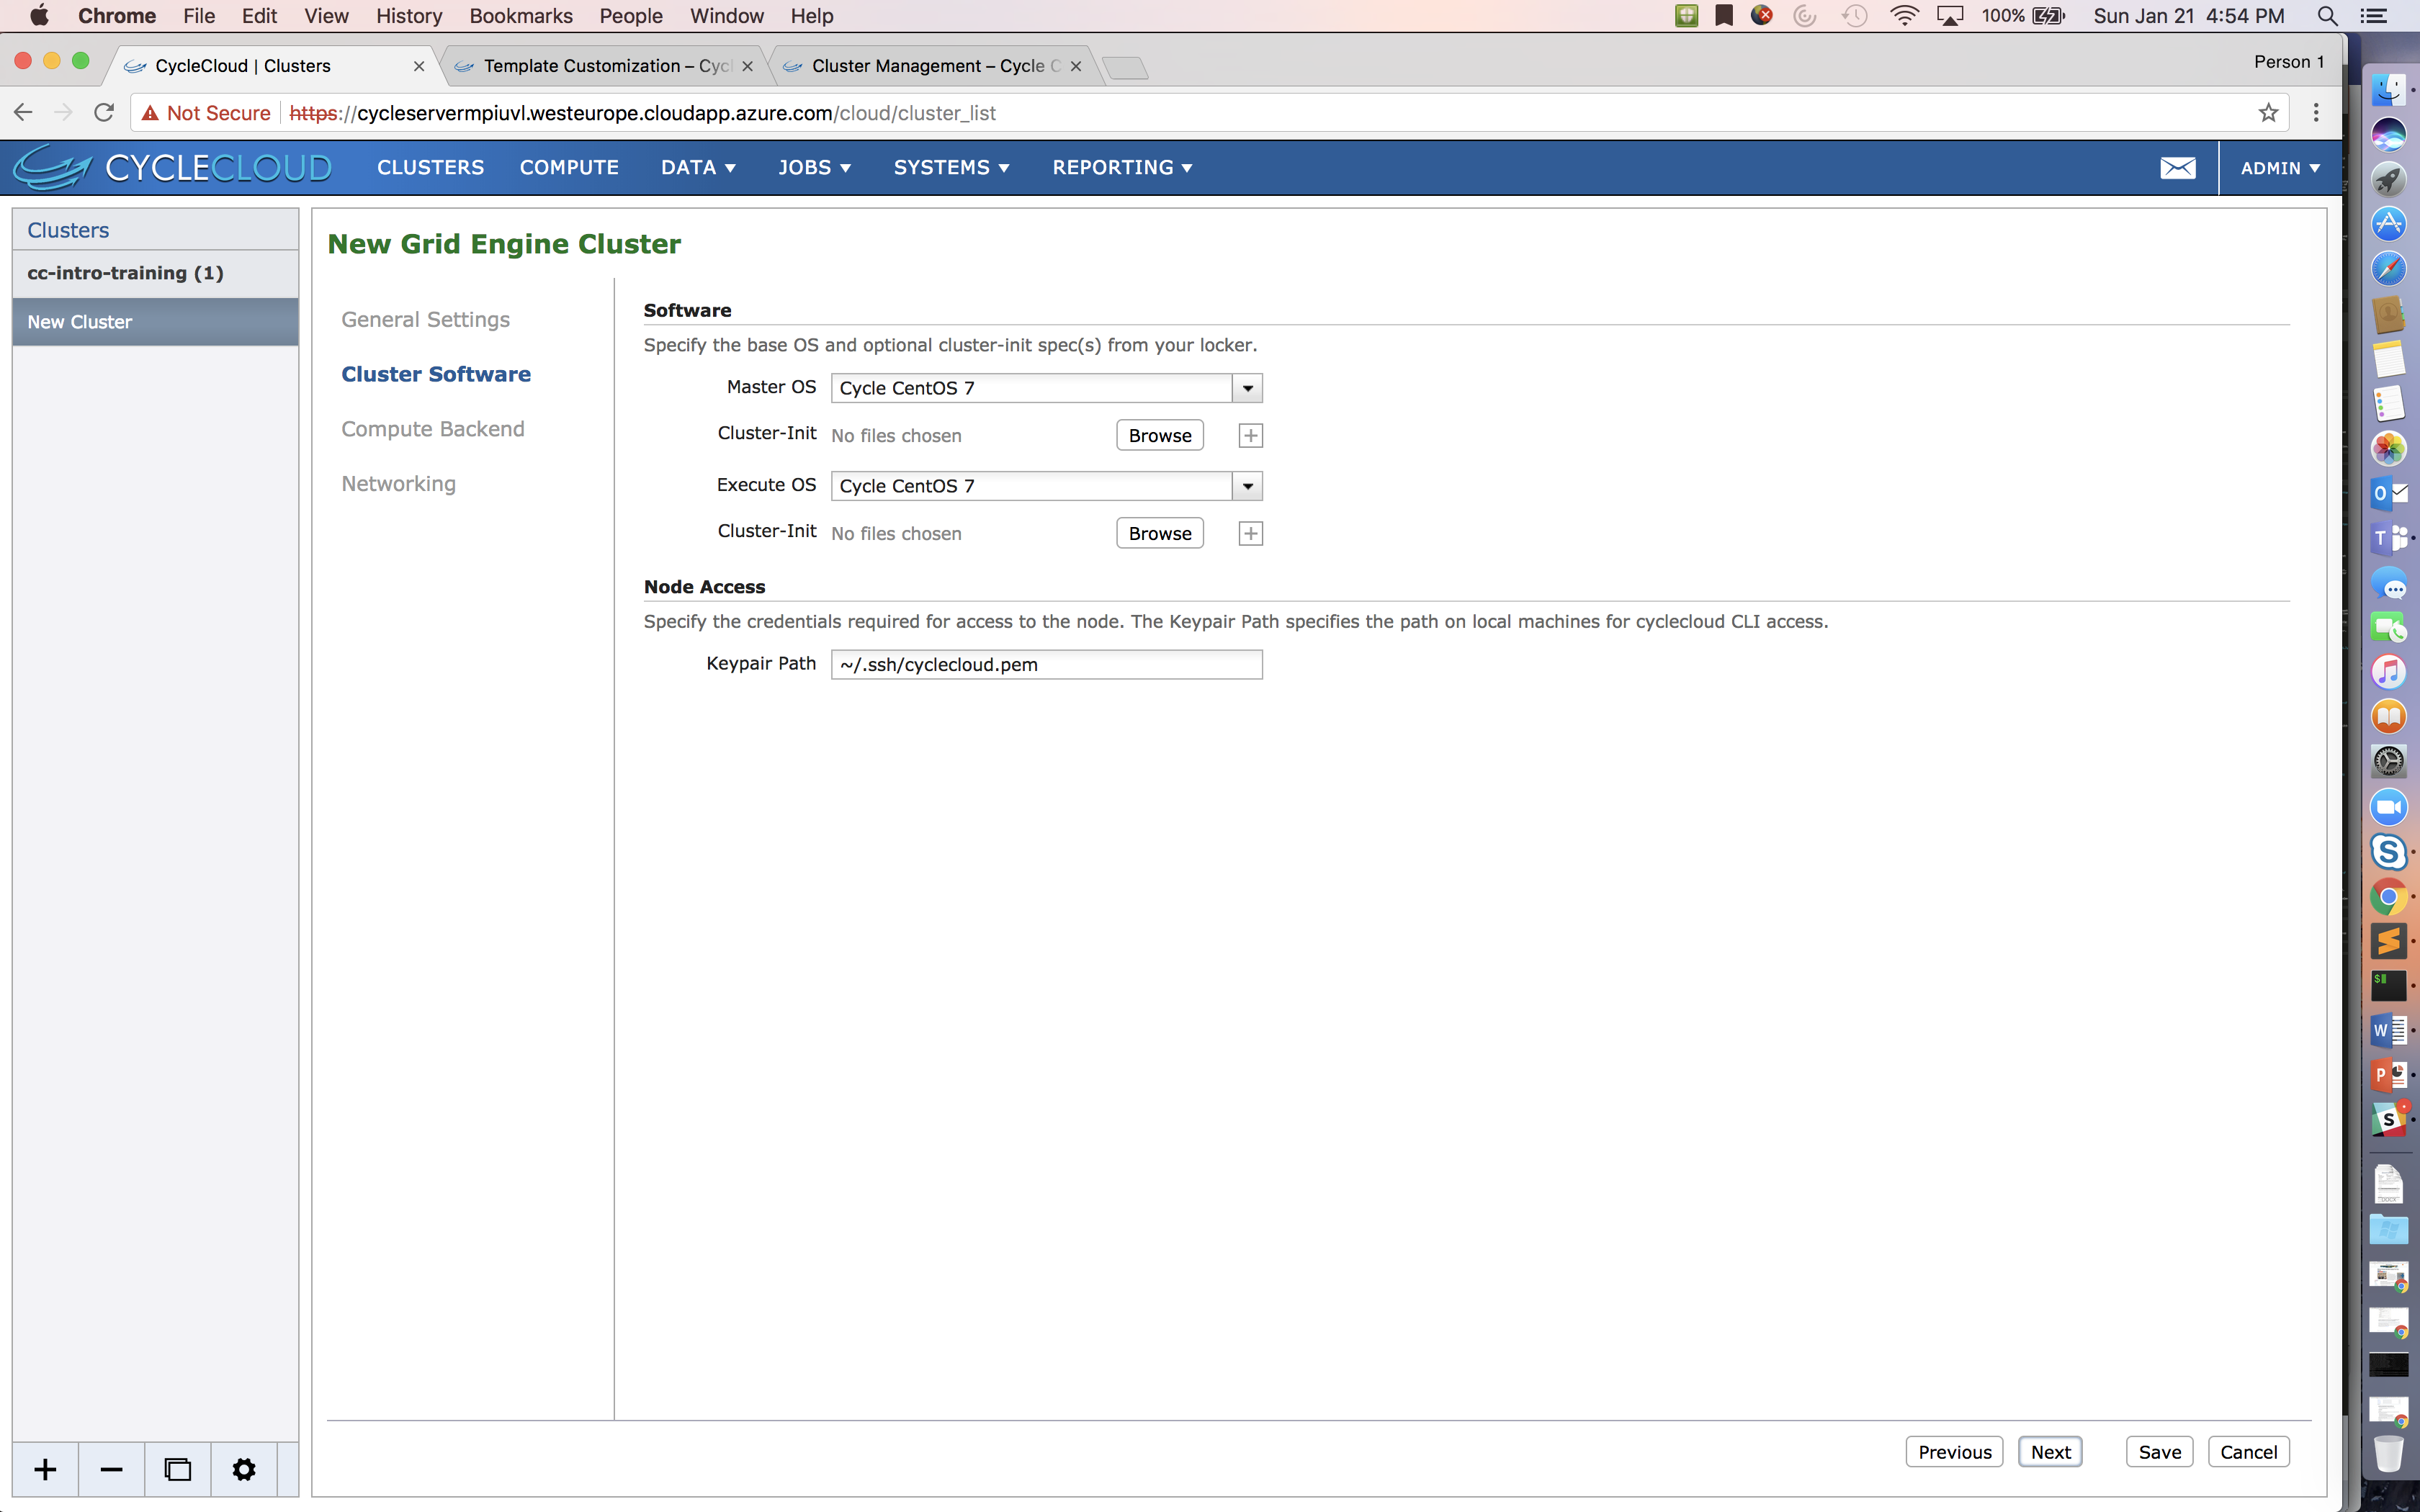 Chrome File Edit View History Bookmarks People Window Help 100% Sun Jan 21 4:54 PM
CycleCloud | Clusters Template Customization – Cycl Cluster Management – Cycle C Person 1
Not Secure https://cycleservermpiuvl.westeurope.cloudapp.azure.com/cloud/cluster_list
CYCLECLOUD CLUSTERS COMPUTE DATA JOBS SYSTEMS REPORTING ADMIN
Clusters
cc-intro-training (1)
New Cluster
New Grid Engine Cluster
General Settings
Cluster Software
Compute Backend
Networking
Software
Specify the base OS and optional cluster-init spec(s) from your locker.
Master OS Cycle CentOS 7
Cluster-Init No files chosen Browse
Execute OS Cycle CentOS 7
Cluster-Init No files chosen Browse
Node Access
Specify the credentials required for access to the node. The Keypair Path specifies the path on local machines for cyclecloud CLI access.
Keypair Path ~/.ssh/cyclecloud.pem
Previous Next Save Cancel